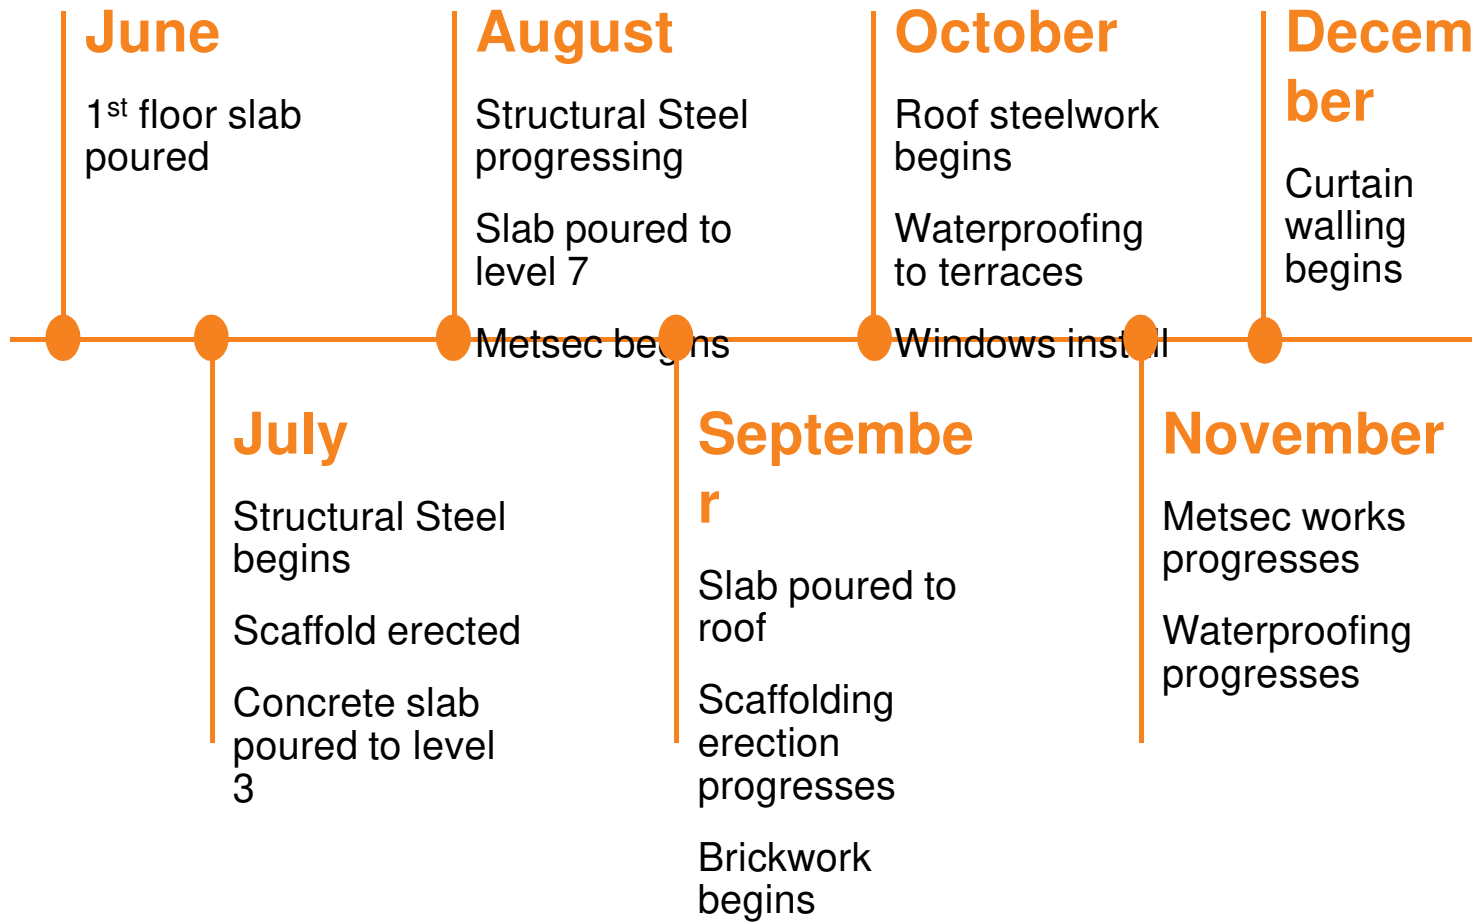 June
1st floor slab
poured
August
Structural Steel
progressing
Slab poured to
level 7
Metsec begins
October
Roof steelwork
begins
Waterproofing
to terraces
Windows install
Decem
ber
Curtain
walling
begins
July
Structural Steel
begins
Scaffold erected
Concrete slab
poured to level
3
Septembe
r
Slab poured to
roof
Scaffolding
erection
progresses
Brickwork
begins
November
Metsec works
progresses
Waterproofing
progresses